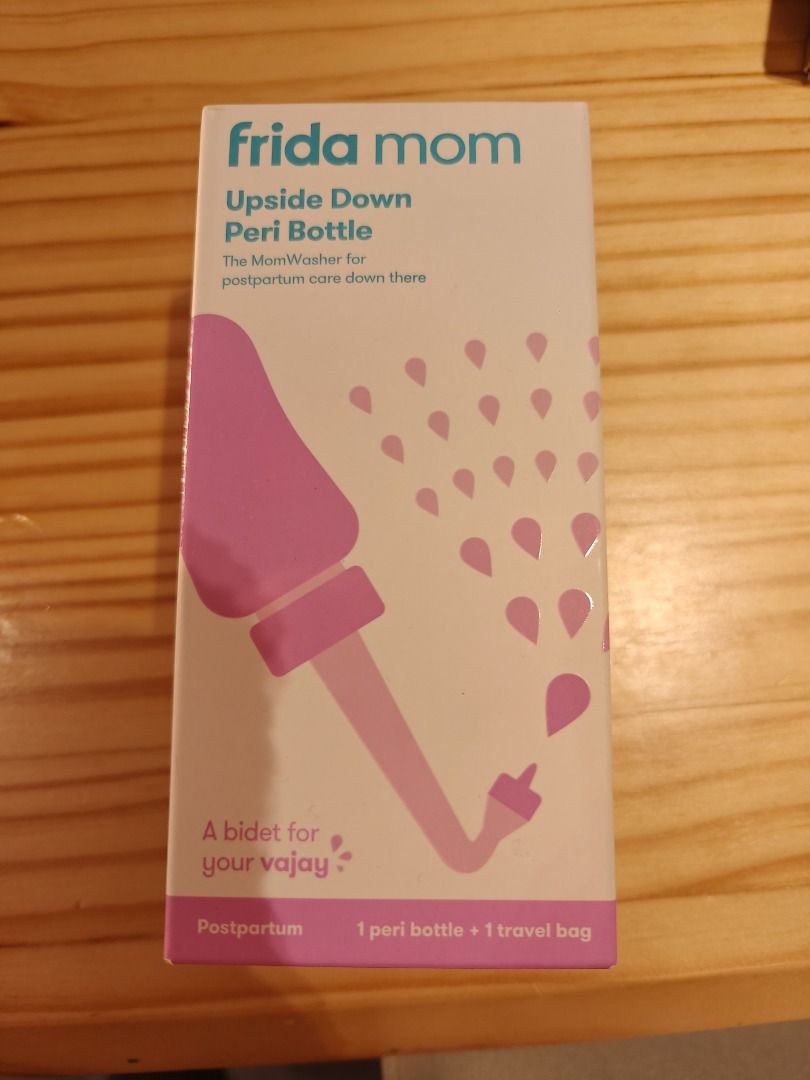 frida mom
Upside Down
Peri Bottle
The MomWasher for
postpartum care down there
A bidet for
your vajay
Postpartum
1 peri bottle + 1 travel bag